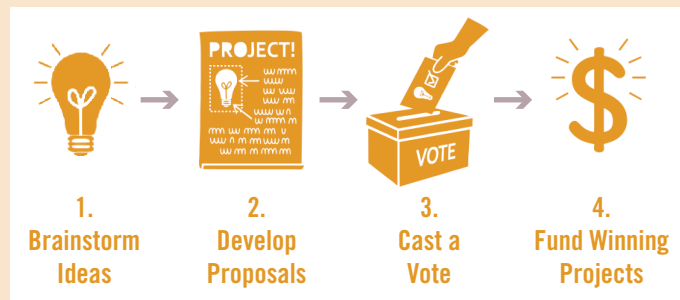 PROJECT!
VOTE
1.
Brainstorm
Ideas
2.
Develop
Proposals
3.
Cast a
Vote
4.
Fund Winning
Projects